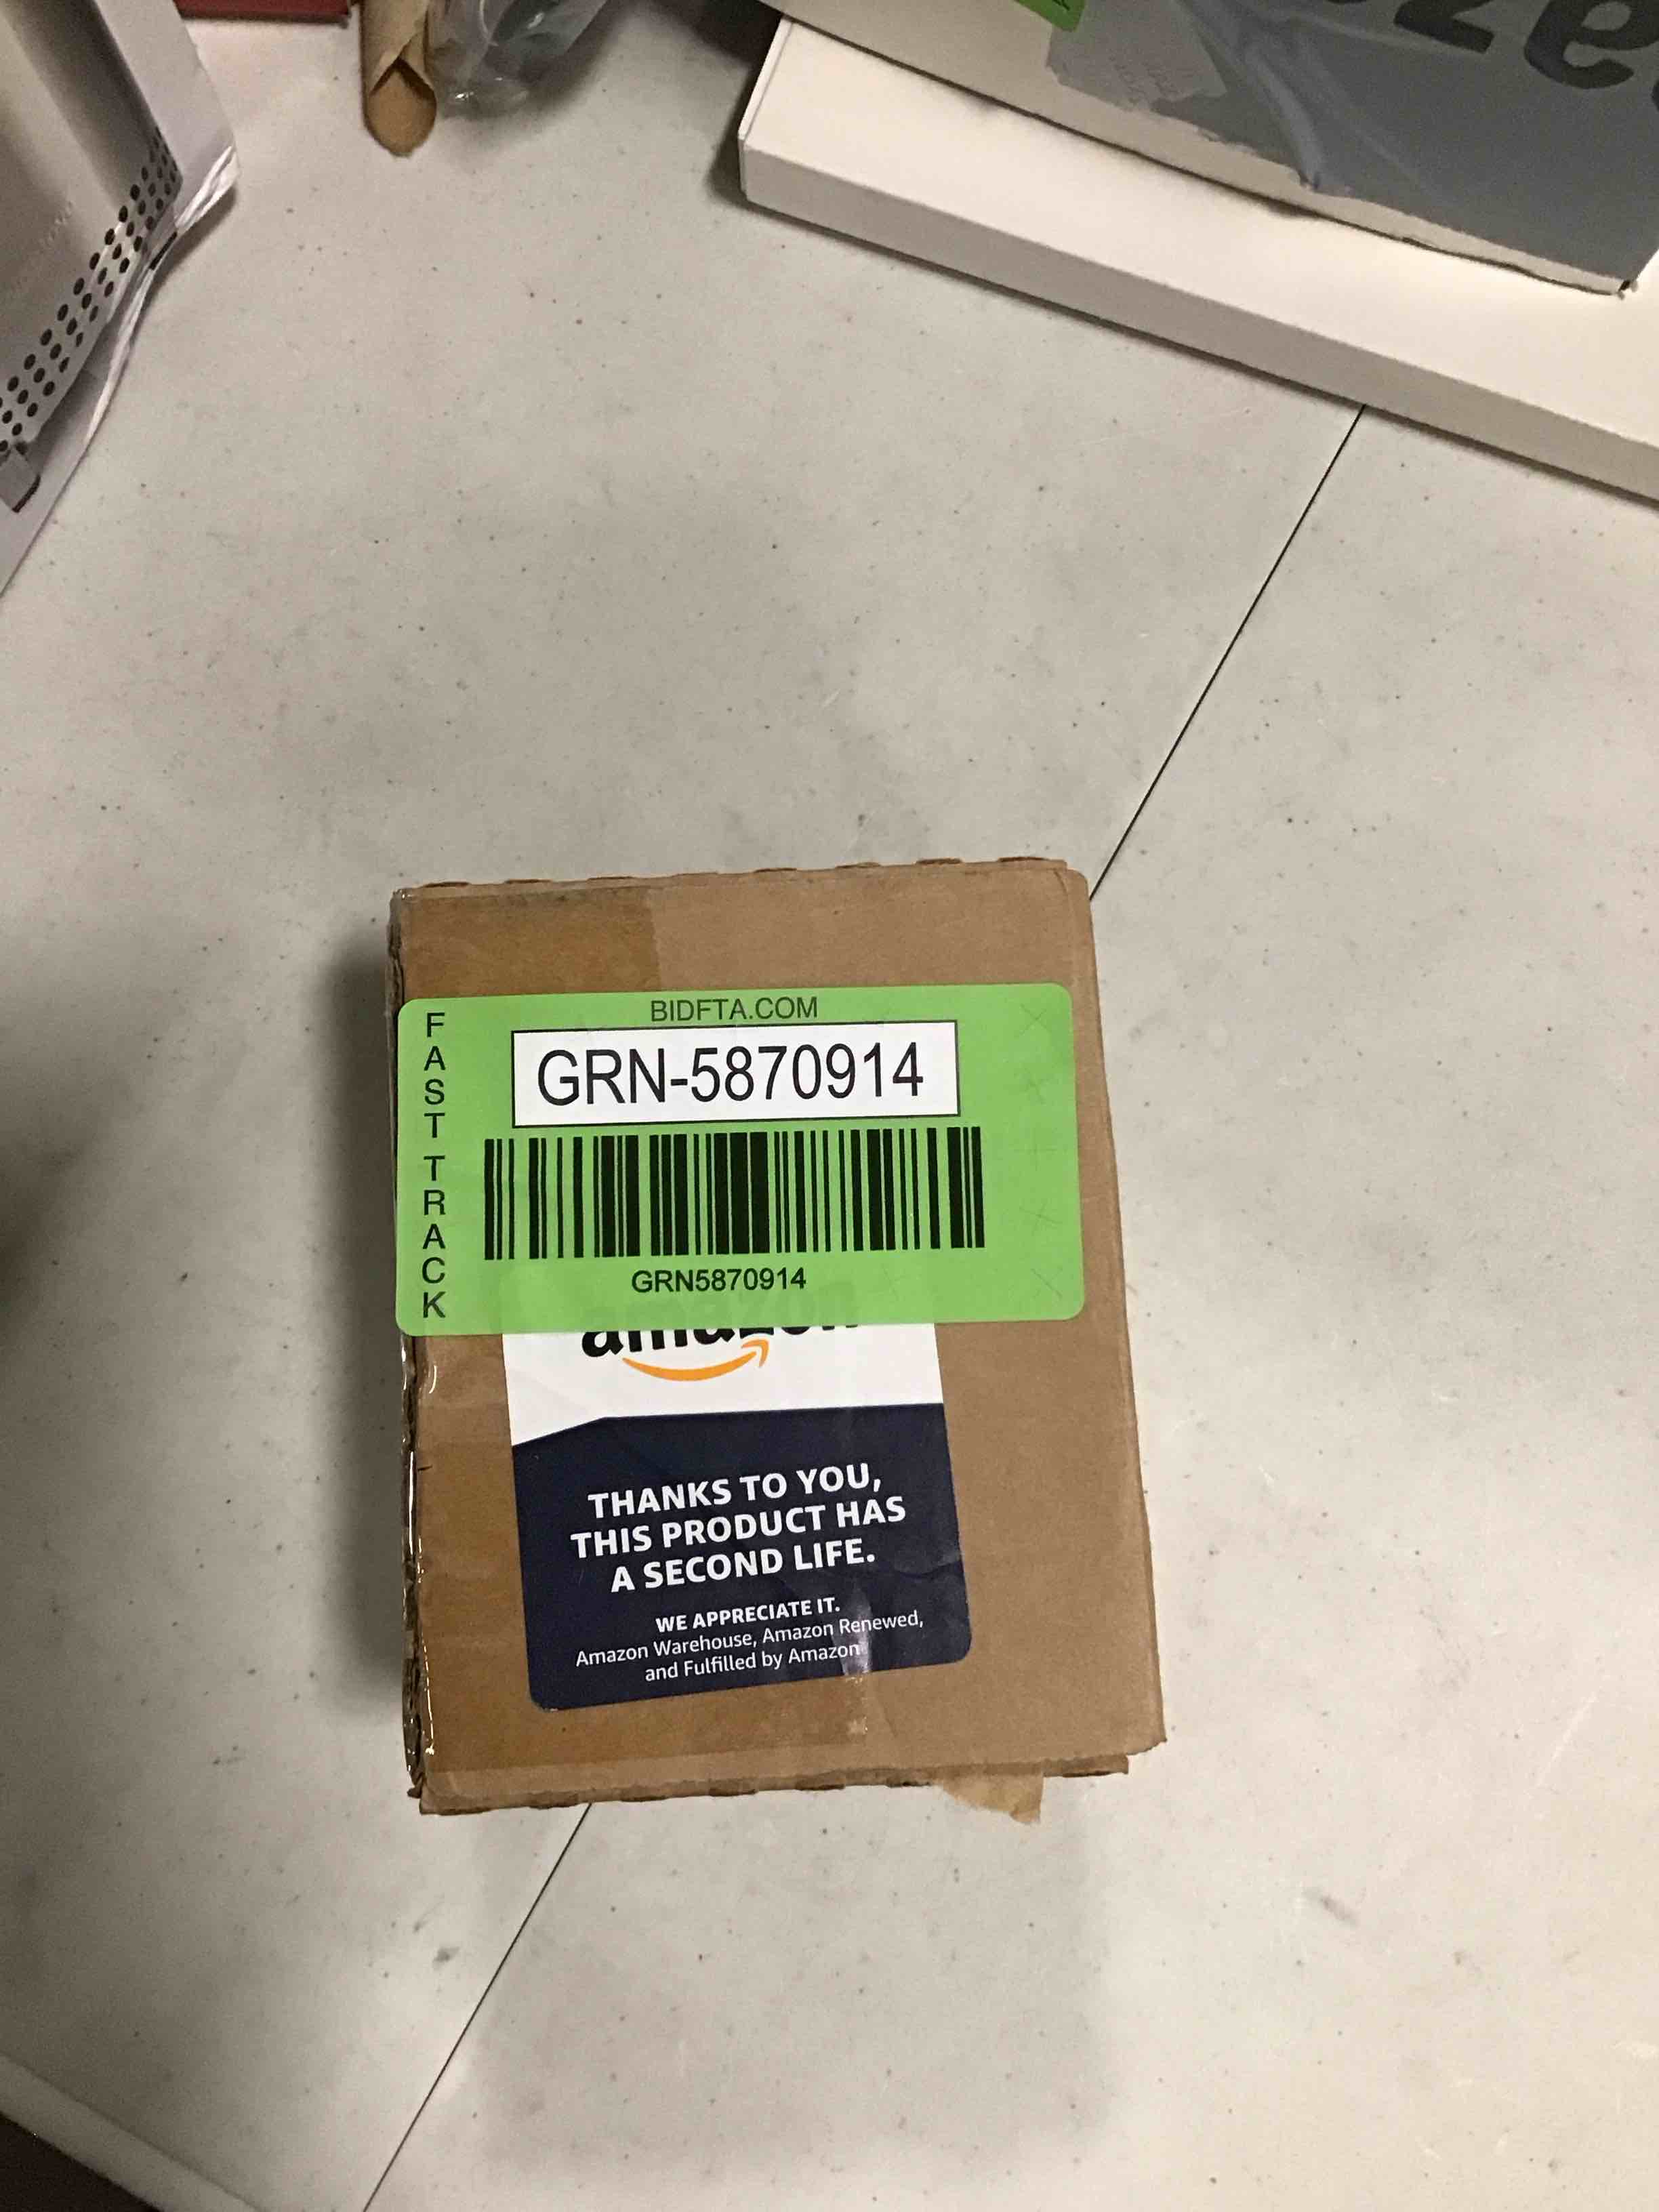 BIDFTA.COM
FAST TRACK
GRN-5870914
GRN5870914
amazon
THANKS TO YOU,
THIS PRODUCT HAS
A SECOND LIFE.
WE APPRECIATE IT.
Amazon Warehouse, Amazon Renewed,
and Fulfilled by Amazon